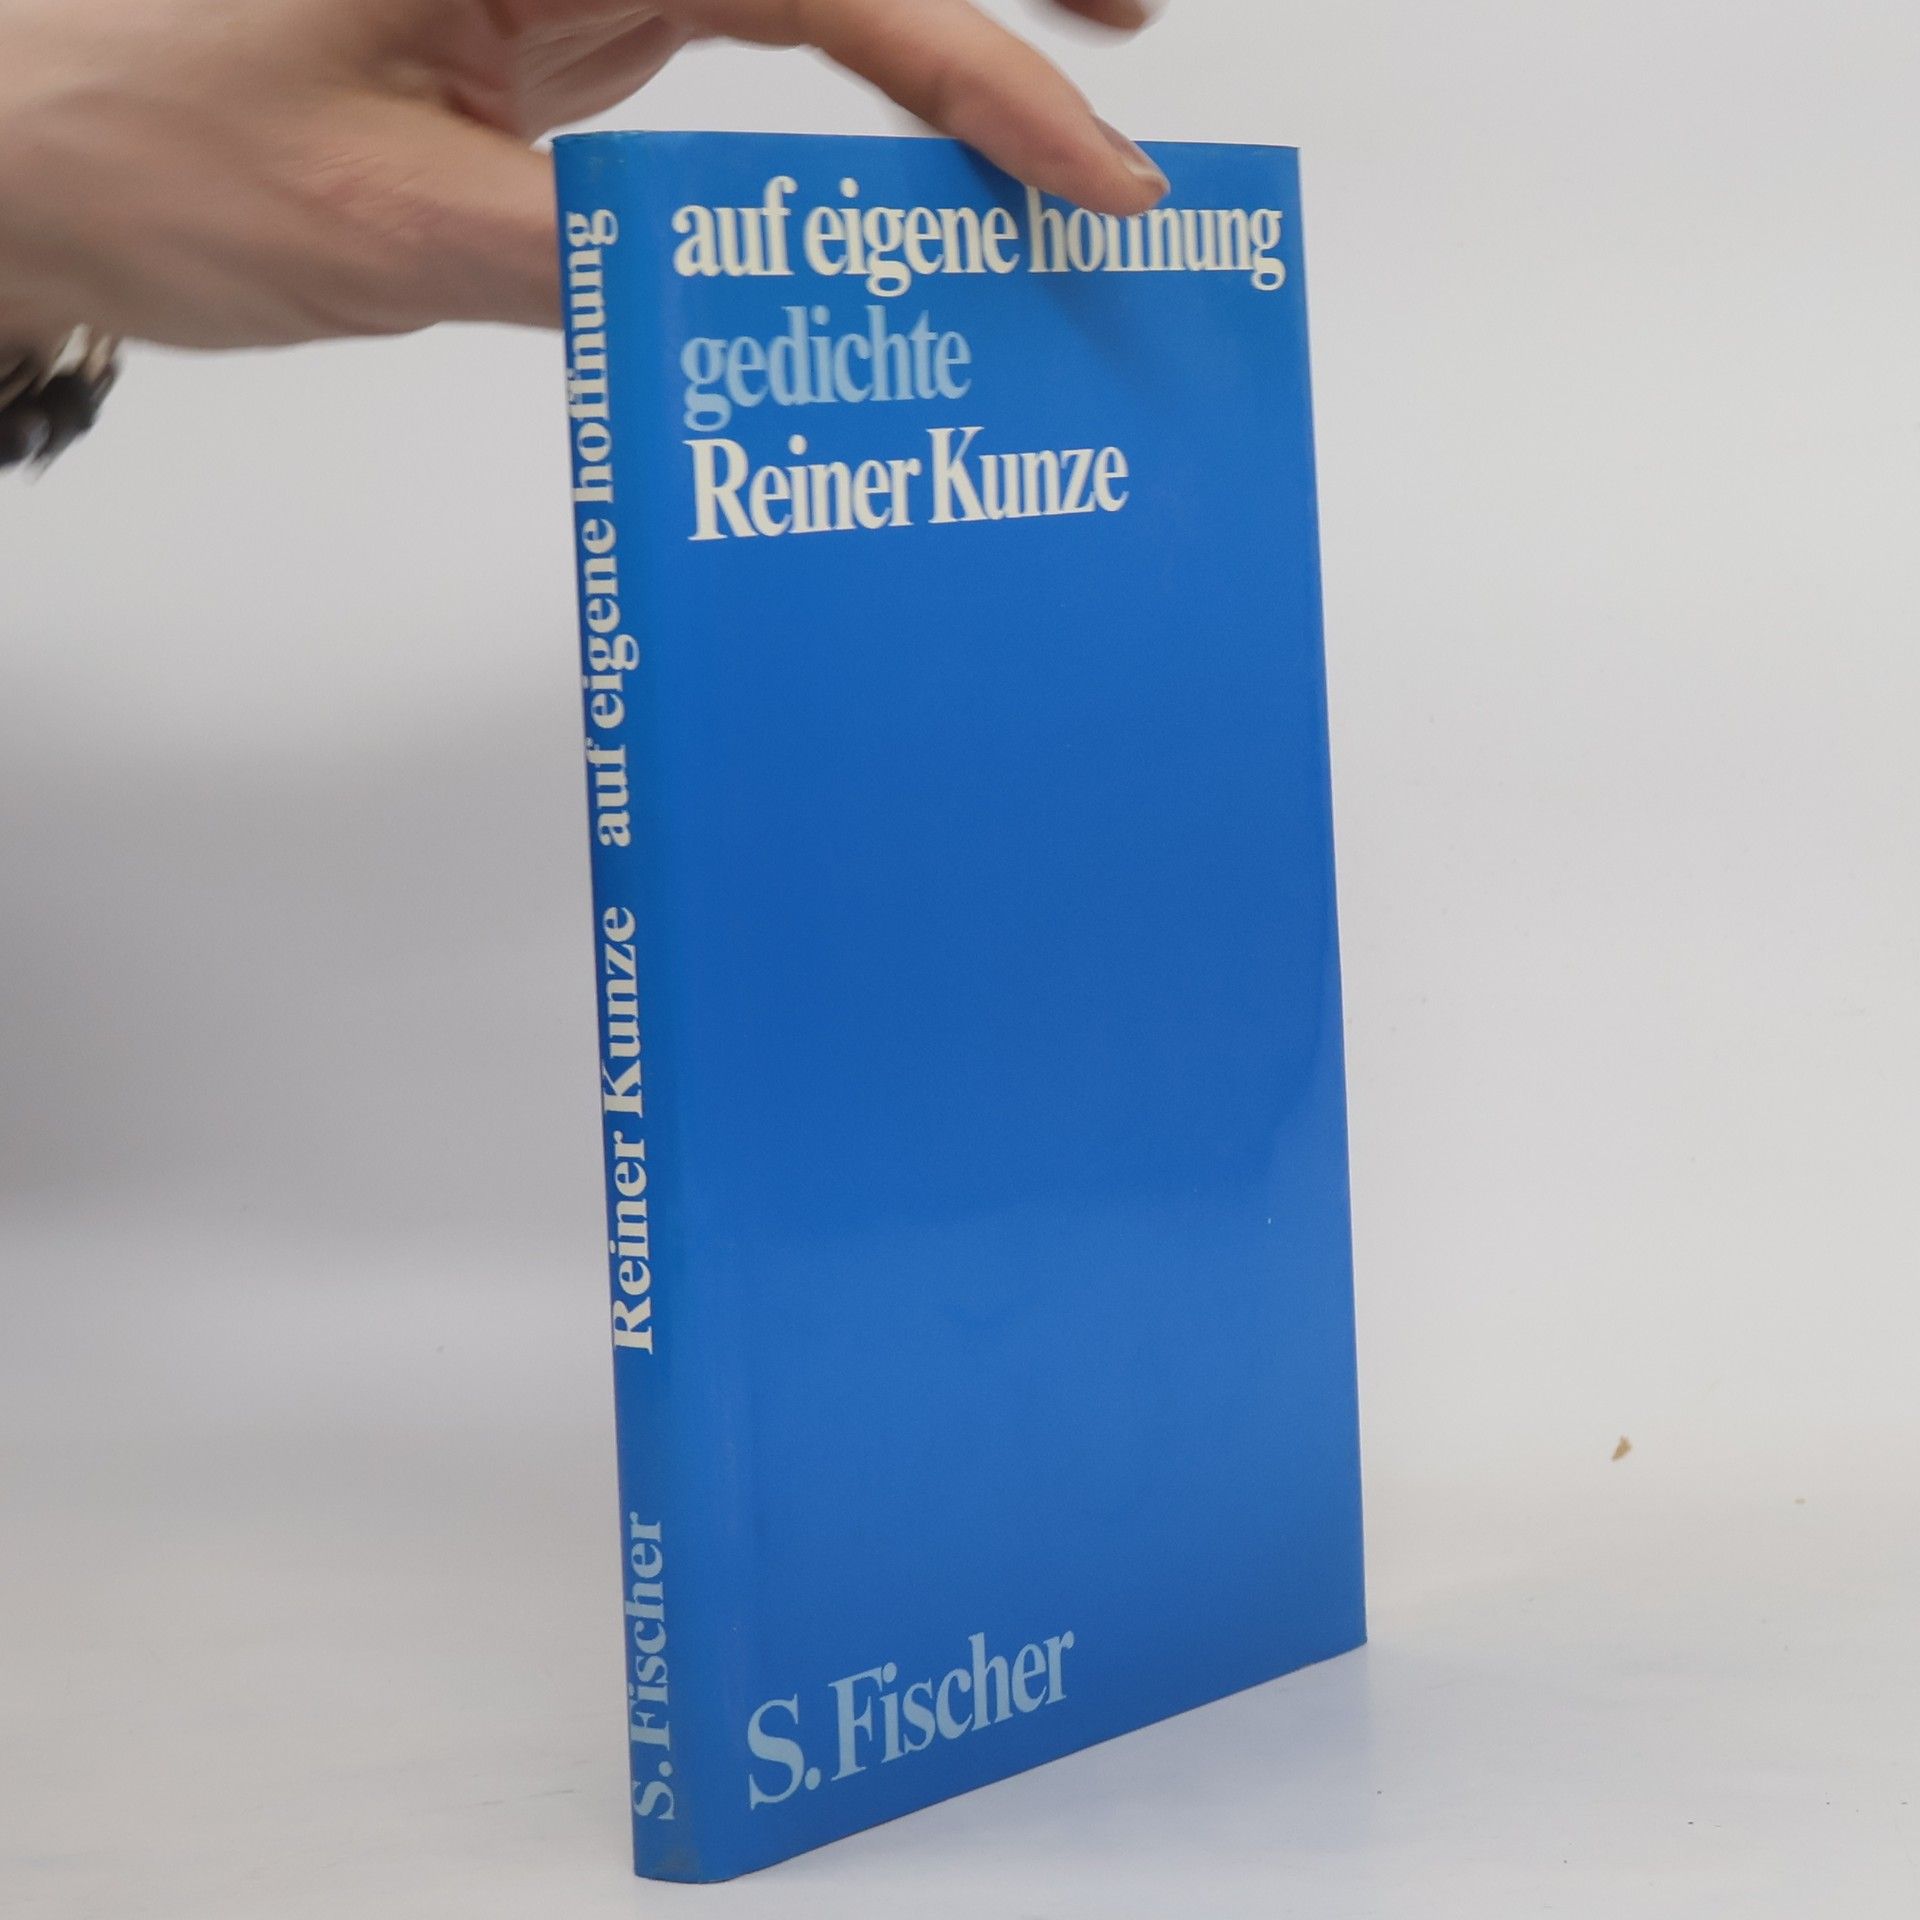 auf eigene hoffnung
gedichte
Reiner Kunze
S. Fischer
Reiner Kunze auf eigene hoffnung
S. Fischer